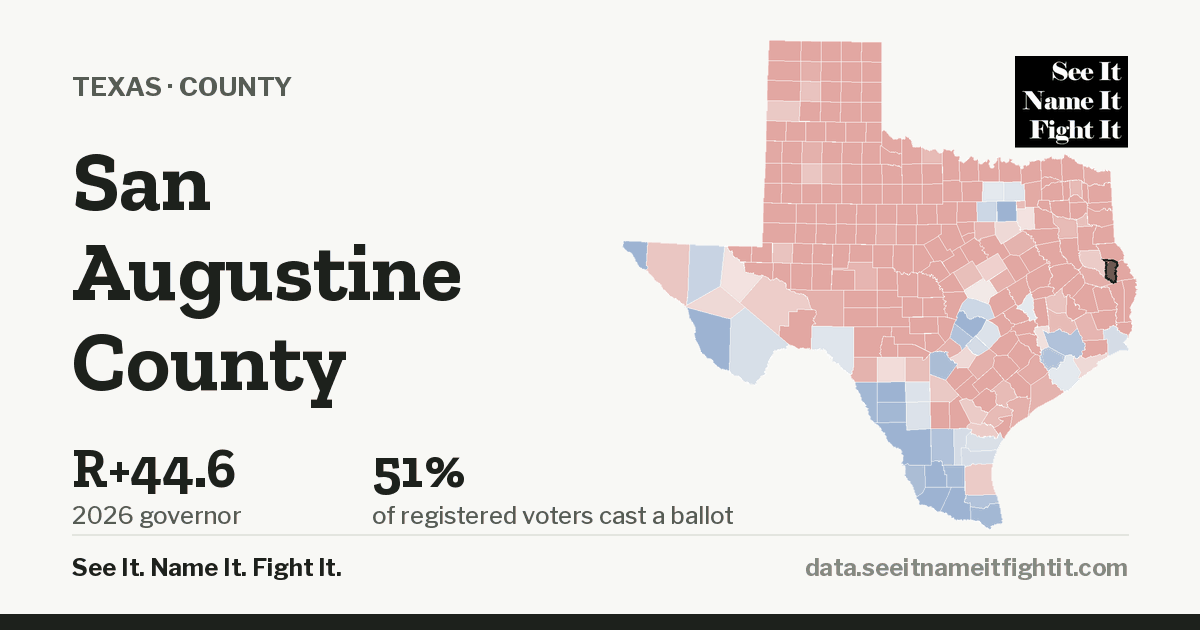 TEXAS · COUNTY
San
Augustine
County
R+44.6
2026 governor
51%
of registered voters cast a ballot
See It
Name It
Fight It
See It. Name It. Fight It.
data.seeitnameitfightit.com